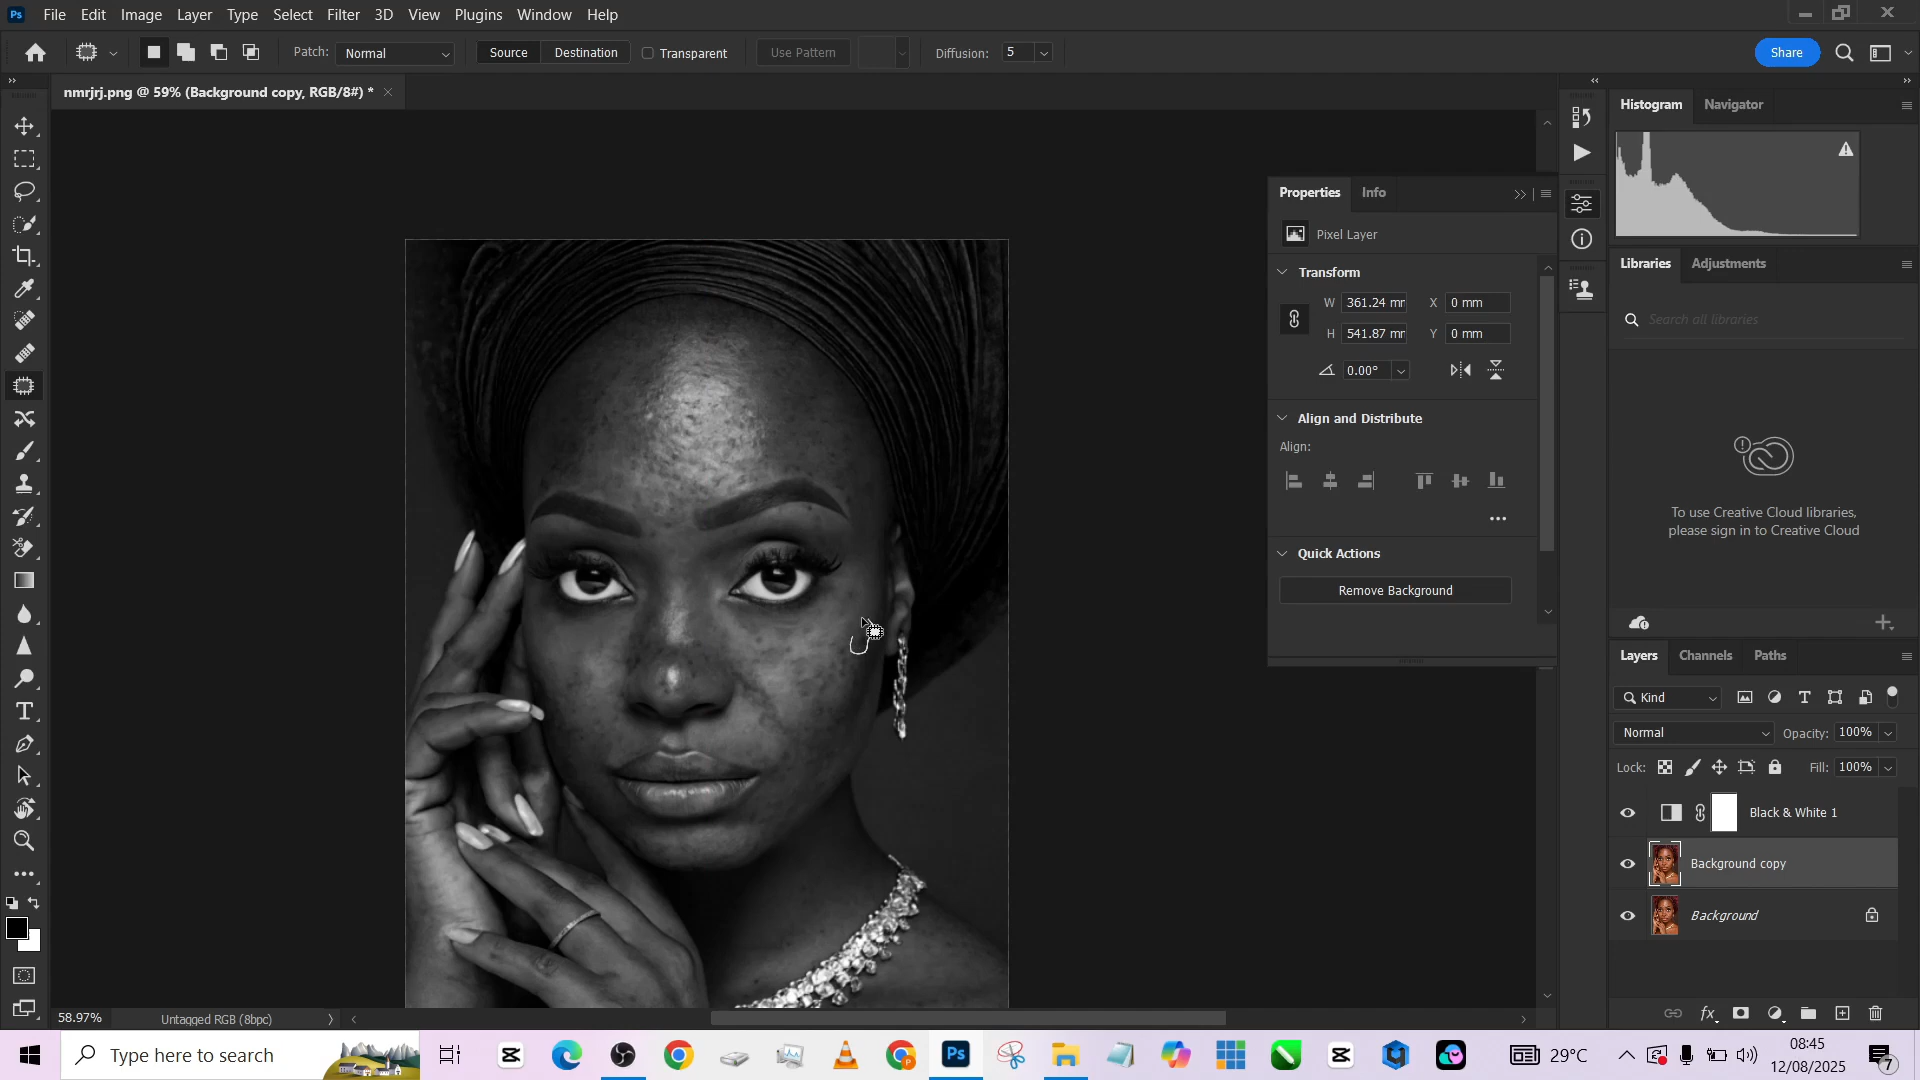 Ps File Edit Image Layer Type Select Filter 3D View Plugins Window Help
Patch: Normal Source Destination Transparent Use Pattern Diffusion: 5 Share
nmrjrj.png @ 59% (Background copy, RGB/8#) *
Histogram Navigator
Properties Info
Pixel Layer
Transform
W 361.24 mr X 0 mm
H 541.87 mr Y 0 mm
0.00°
Align and Distribute
Align:
Quick Actions
Remove Background
Libraries Adjustments
Search all libraries
To use Creative Cloud libraries,
please sign in to Creative Cloud
Layers Channels Paths
Kind
Normal Opacity: 100%
Lock: Fill: 100%
Black & White 1
Background copy
Background
58.97% Untagged RGB (8bpc)
Type here to search
Ps
29°C
08:45
12/08/2025
7